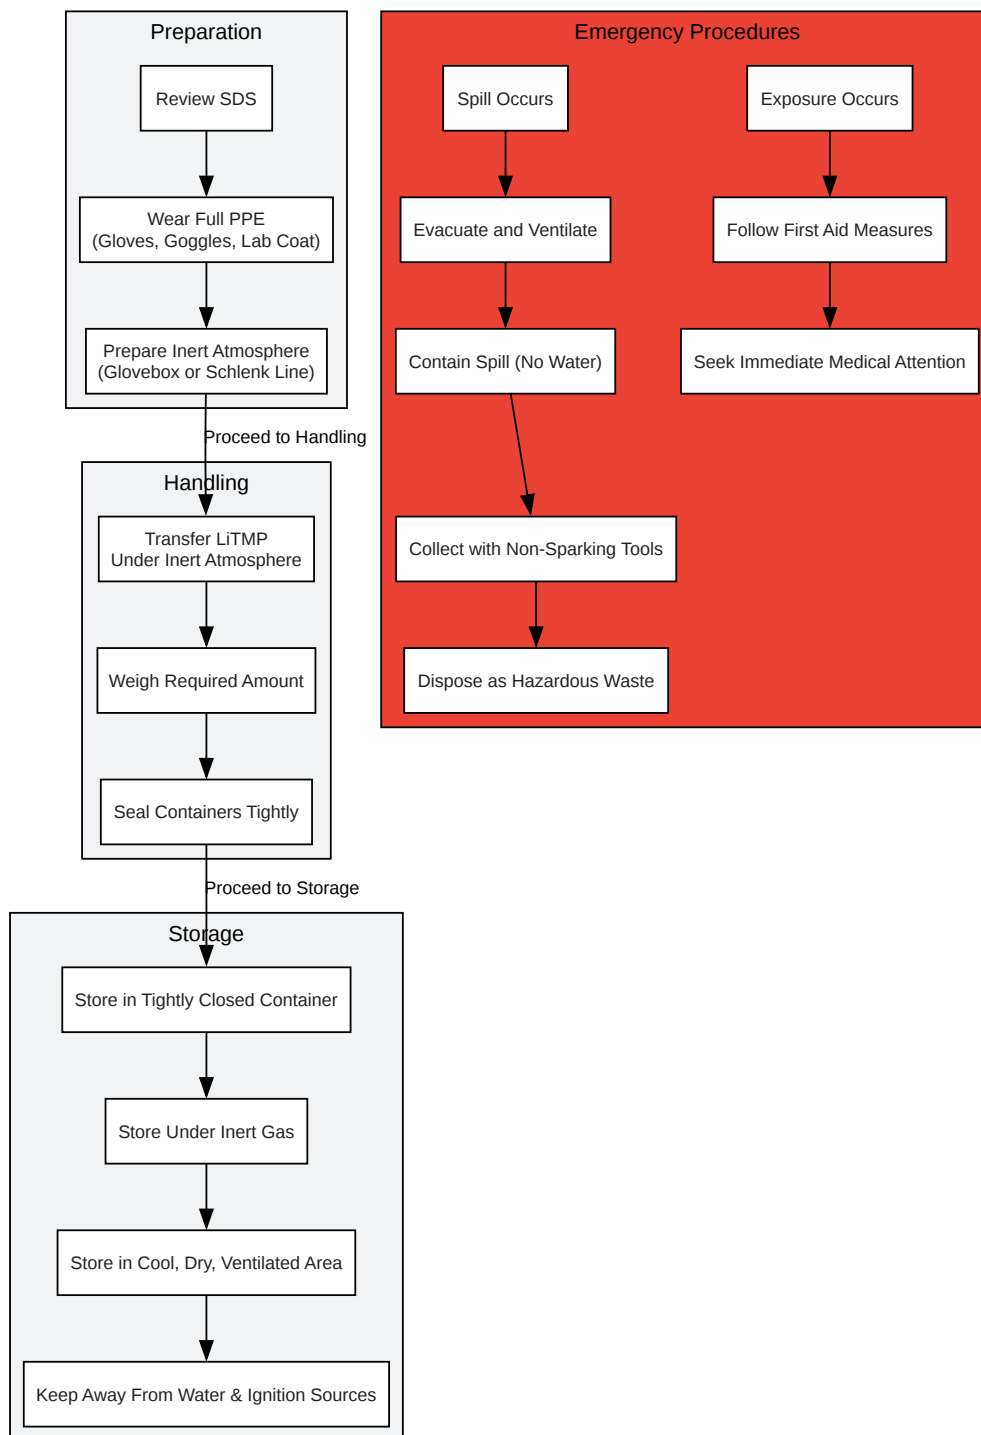 Preparation
Review SDS
Wear Full PPE
(Gloves, Goggles, Lab Coat)
Prepare Inert Atmosphere
(Glovebox or Schlenk Line)
Proceed to Handling
Handling
Transfer LiTMP
Under Inert Atmosphere
Weigh Required Amount
Seal Containers Tightly
Proceed to Storage
Storage
Store in Tightly Closed Container
Store Under Inert Gas
Store in Cool, Dry, Ventilated Area
Keep Away From Water & Ignition Sources
Emergency Procedures
Spill Occurs
Evacuate and Ventilate
Contain Spill (No Water)
Collect with Non-Sparking Tools
Dispose as Hazardous Waste
Exposure Occurs
Follow First Aid Measures
Seek Immediate Medical Attention